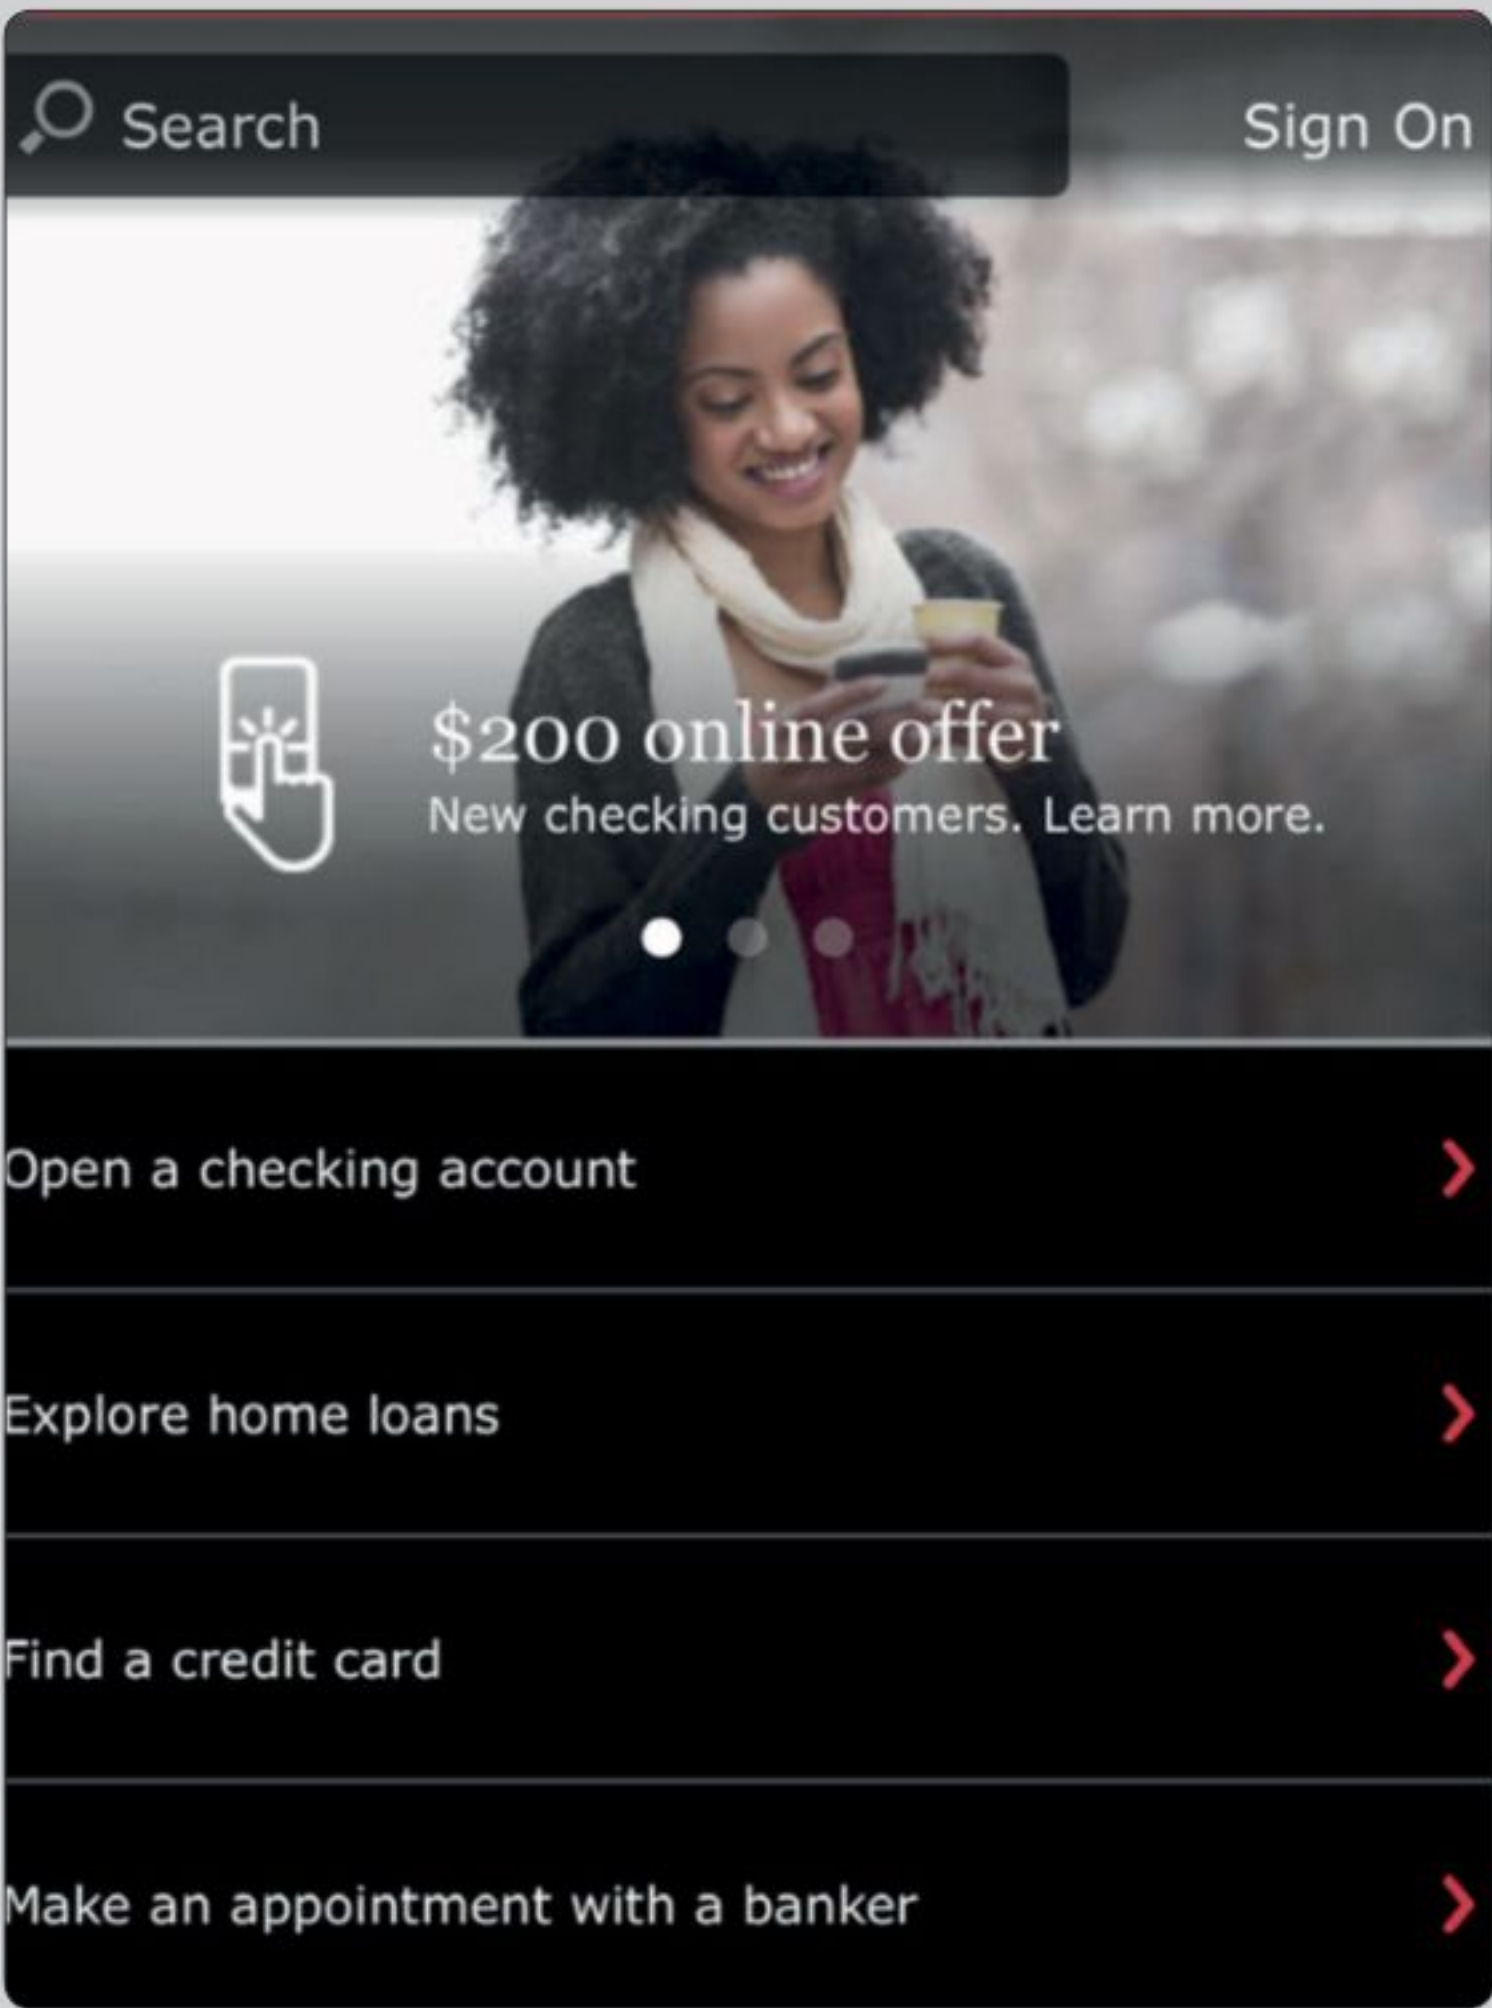 Search
Sign On
$200 online offer
New checking customers. Learn more.
Open a checking account
Explore home loans
Find a credit card
Make an appointment with a banker